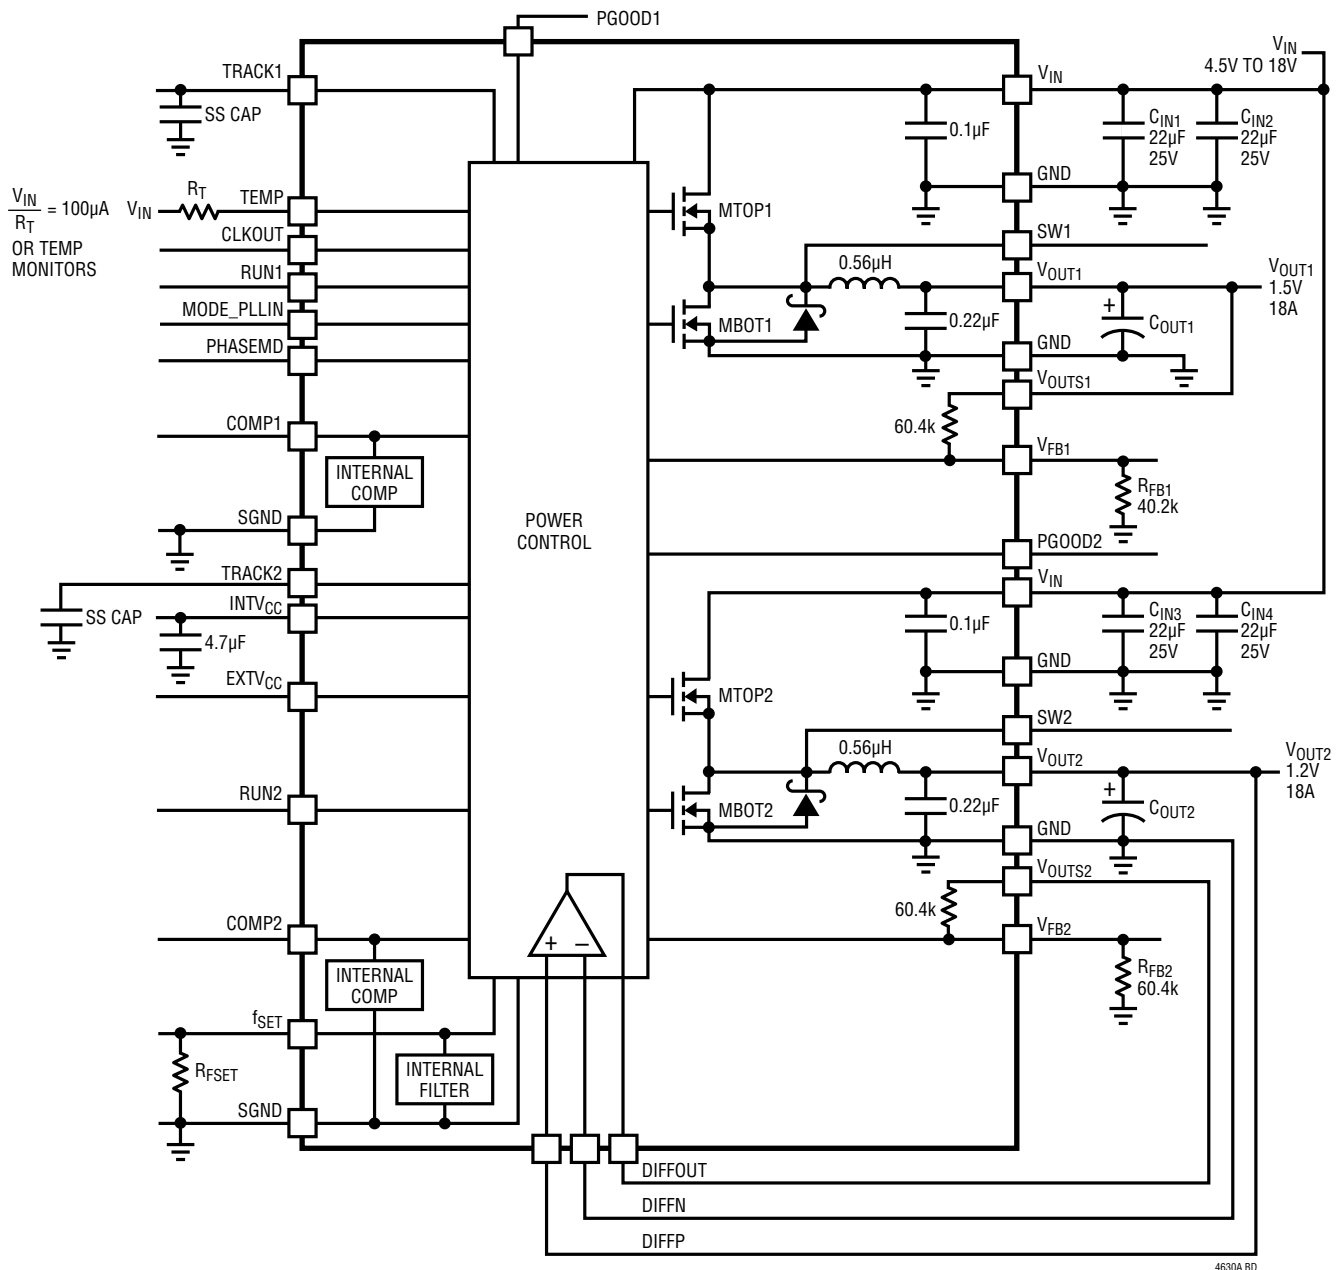 PGOOD1
TRACK1
SS CAP
VIN
4.5V TO 18V
VIN
0.1µF
CIN1
22µF
25V
CIN2
22µF
25V
GND
VIN
RT
= 100µA
OR TEMP
MONITORS
VIN
RT
TEMP
CLKOUT
RUN1
MODE_PLLIN
PHASEMD
MTOP1
SW1
0.56µH
VOUT1
VOUT1
1.5V
18A
MBOT1
0.22µF
COUT1
+
GND
VOUTS1
60.4k
COMP1
INTERNAL
COMP
VFB1
RFB1
40.2k
SGND
POWER
CONTROL
PGOOD2
TRACK2
SS CAP
INTVCC
4.7µF
EXTVCC
VIN
0.1µF
CIN3
22µF
25V
CIN4
22µF
25V
GND
MTOP2
SW2
0.56µH
VOUT2
VOUT2
1.2V
18A
RUN2
MBOT2
0.22µF
+
COUT2
GND
VOUTS2
60.4k
COMP2
INTERNAL
COMP
+ –
VFB2
RFB2
60.4k
fSET
RFSET
INTERNAL
FILTER
SGND
DIFFOUT
DIFFN
DIFFP
4630A BD